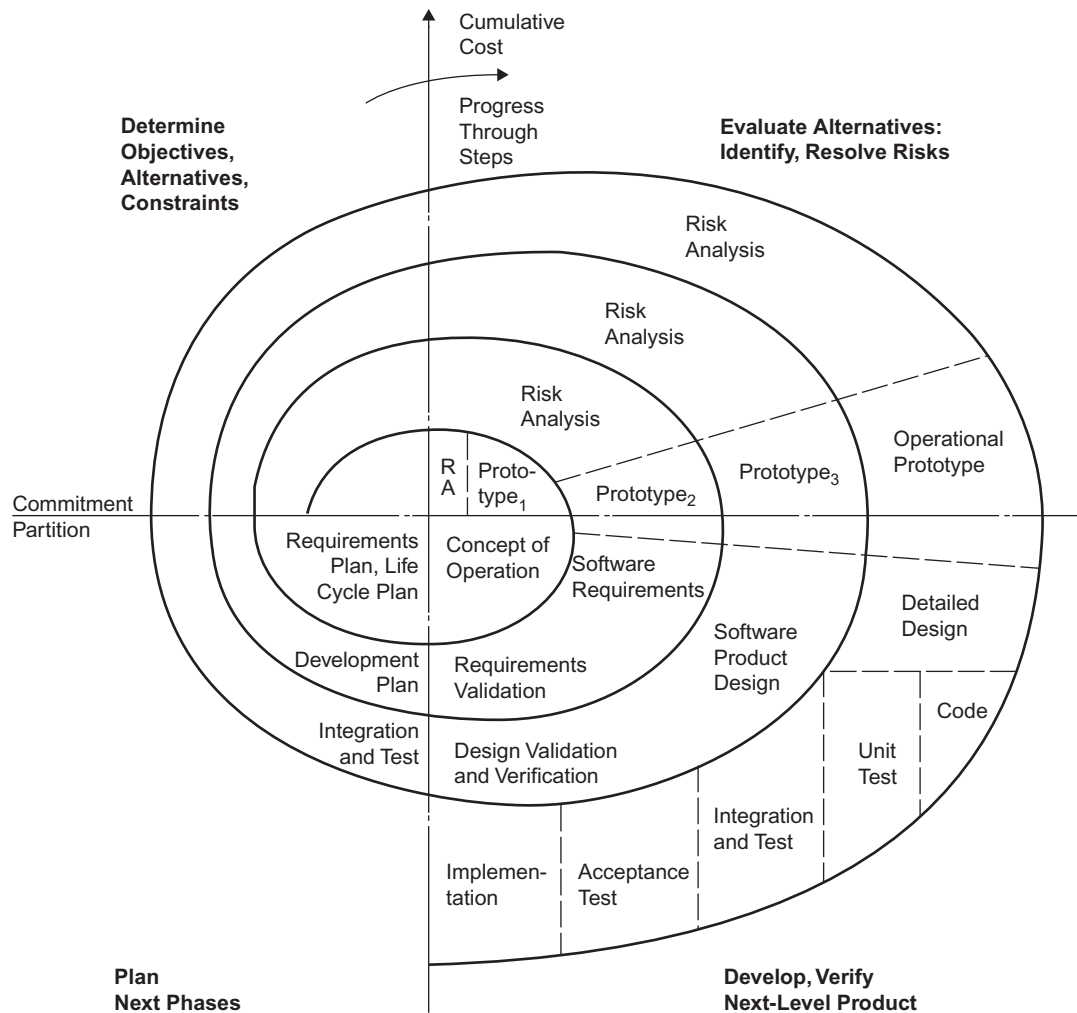 Cumulative
Cost
Progress
Through
Steps
Determine
Objectives,
Alternatives,
Constraints
Evaluate Alternatives:
Identify, Resolve Risks
Risk
Analysis
Risk
Analysis
Risk
Analysis
R
A
Proto-
type1
Prototype2
Prototype3
Operational
Prototype
Commitment
Partition
Requirements
Plan, Life
Cycle Plan
Concept of
Operation
Software
Requirements
Detailed
Design
Development
Plan
Requirements
Validation
Software
Product
Design
Code
Integration
and Test
Design Validation
and Verification
Unit
Test
Integration
and Test
Implemen-
tation
Acceptance
Test
Plan
Next Phases
Develop, Verify
Next-Level Product